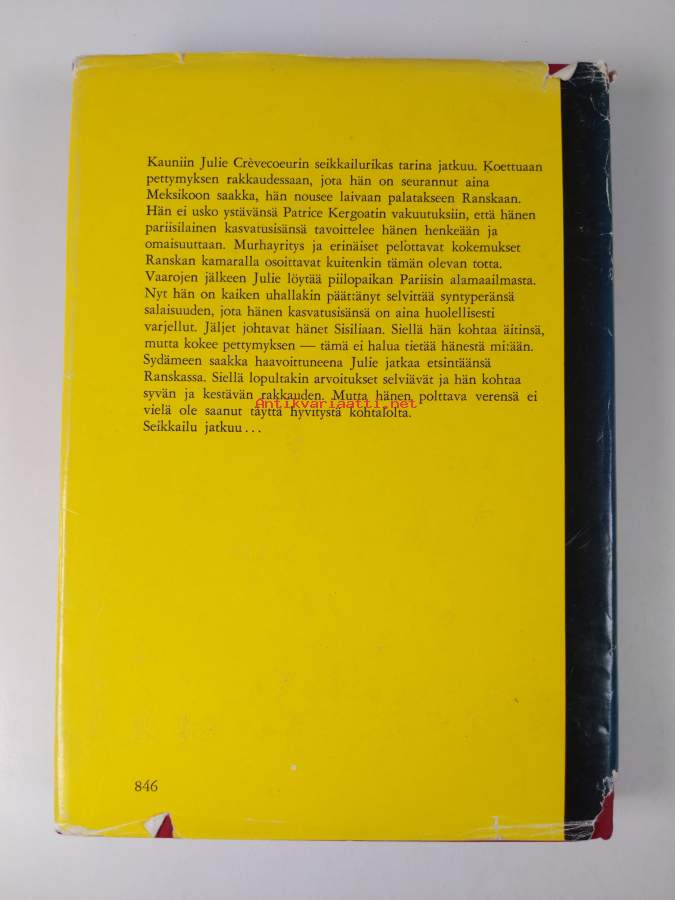 Kauniin Julie Crèvecoeurin seikkailurikas tarina jatkuu. Koettuaan
pettymyksen rakkaudessaan, jota hän on seurannut aina
Meksikoon saakka, hän nousee laivaan palatakseen Ranskaan.
Hän ei usko ystävänsä Patrice Kergoatin vakuutuksiin, että hänen
pariisilainen kasvatusisänsä tavoittelee hänen henkeään ja
omaisuuttaan. Murhayritys ja erinäiset pelottavat kokemukset
Ranskan kamaralla osoittavat kuitenkin tämän olevan totta.
Vaarojen jälkeen Julie löytää piilopaikan Pariisin alamaailmasta.
Nyt hän on kaiken uhallakin päättänyt selvittää syntyperänsä
salaisuuden, jota hänen kasvatusisänsä on aina huolellisesti
varjellut. Jäljet johtavat hänet Sisiliaan. Siellä hän kohtaa äitinsä,
mutta kokee pettymyksen — tämä ei halua tietää hänestä mitään.
Sydämeen saakka haavoittuneena Julie jatkaa etsintäänsä
Ranskassa. Siellä lopultakin arvoitukset selviävät ja hän kohtaa
syvän ja kestävän rakkauden. Mutta hänen polttava verensä ei
Antikvariaatti.net
vielä ole saanut täyttä hyvitystä kohtalolta.
Seikkailu jatkuu...
846